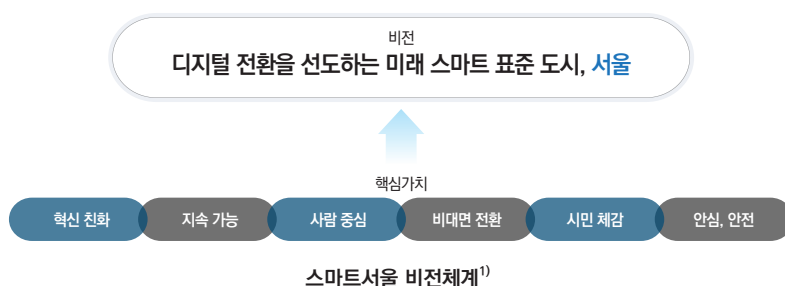 비전
디지털 전환을 선도하는 미래 스마트 표준 도시, 서울
핵심가치
혁신 친화 지속 가능 사람 중심 비대면 전환 시민 체감 안심, 안전
스마트서울 비전체계1)